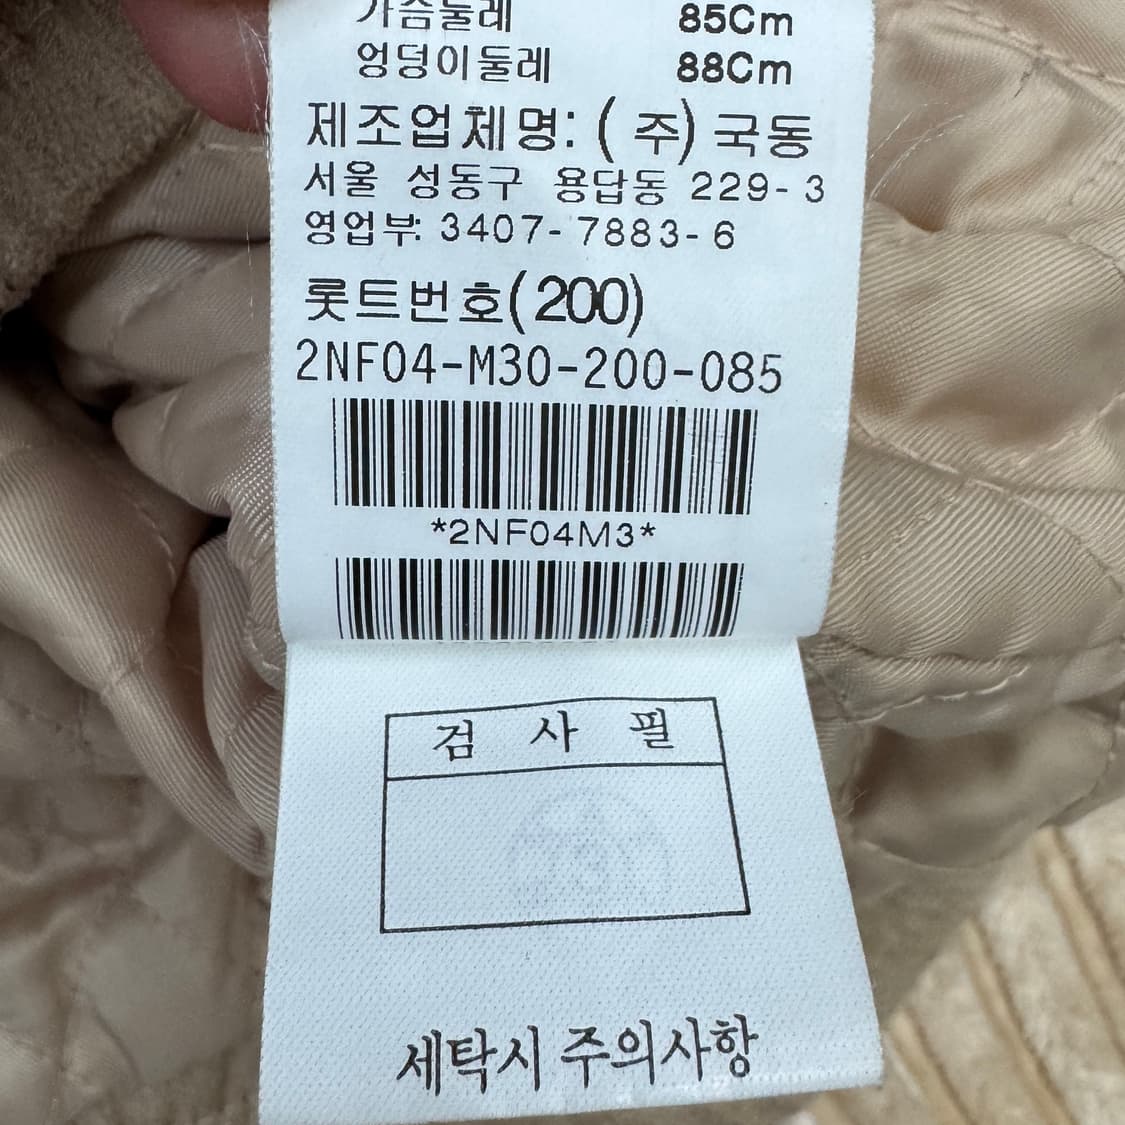 가슴둘레 85Cm
엉덩이둘레 88Cm
제조업체명: (주) 국동
서울 성동구 용답동 229-3
영업부: 3407-7883-6
롯트번호(200)
2NF04-M30-200-085
*2NF04M3*
검 사 필
세탁시 주의사항